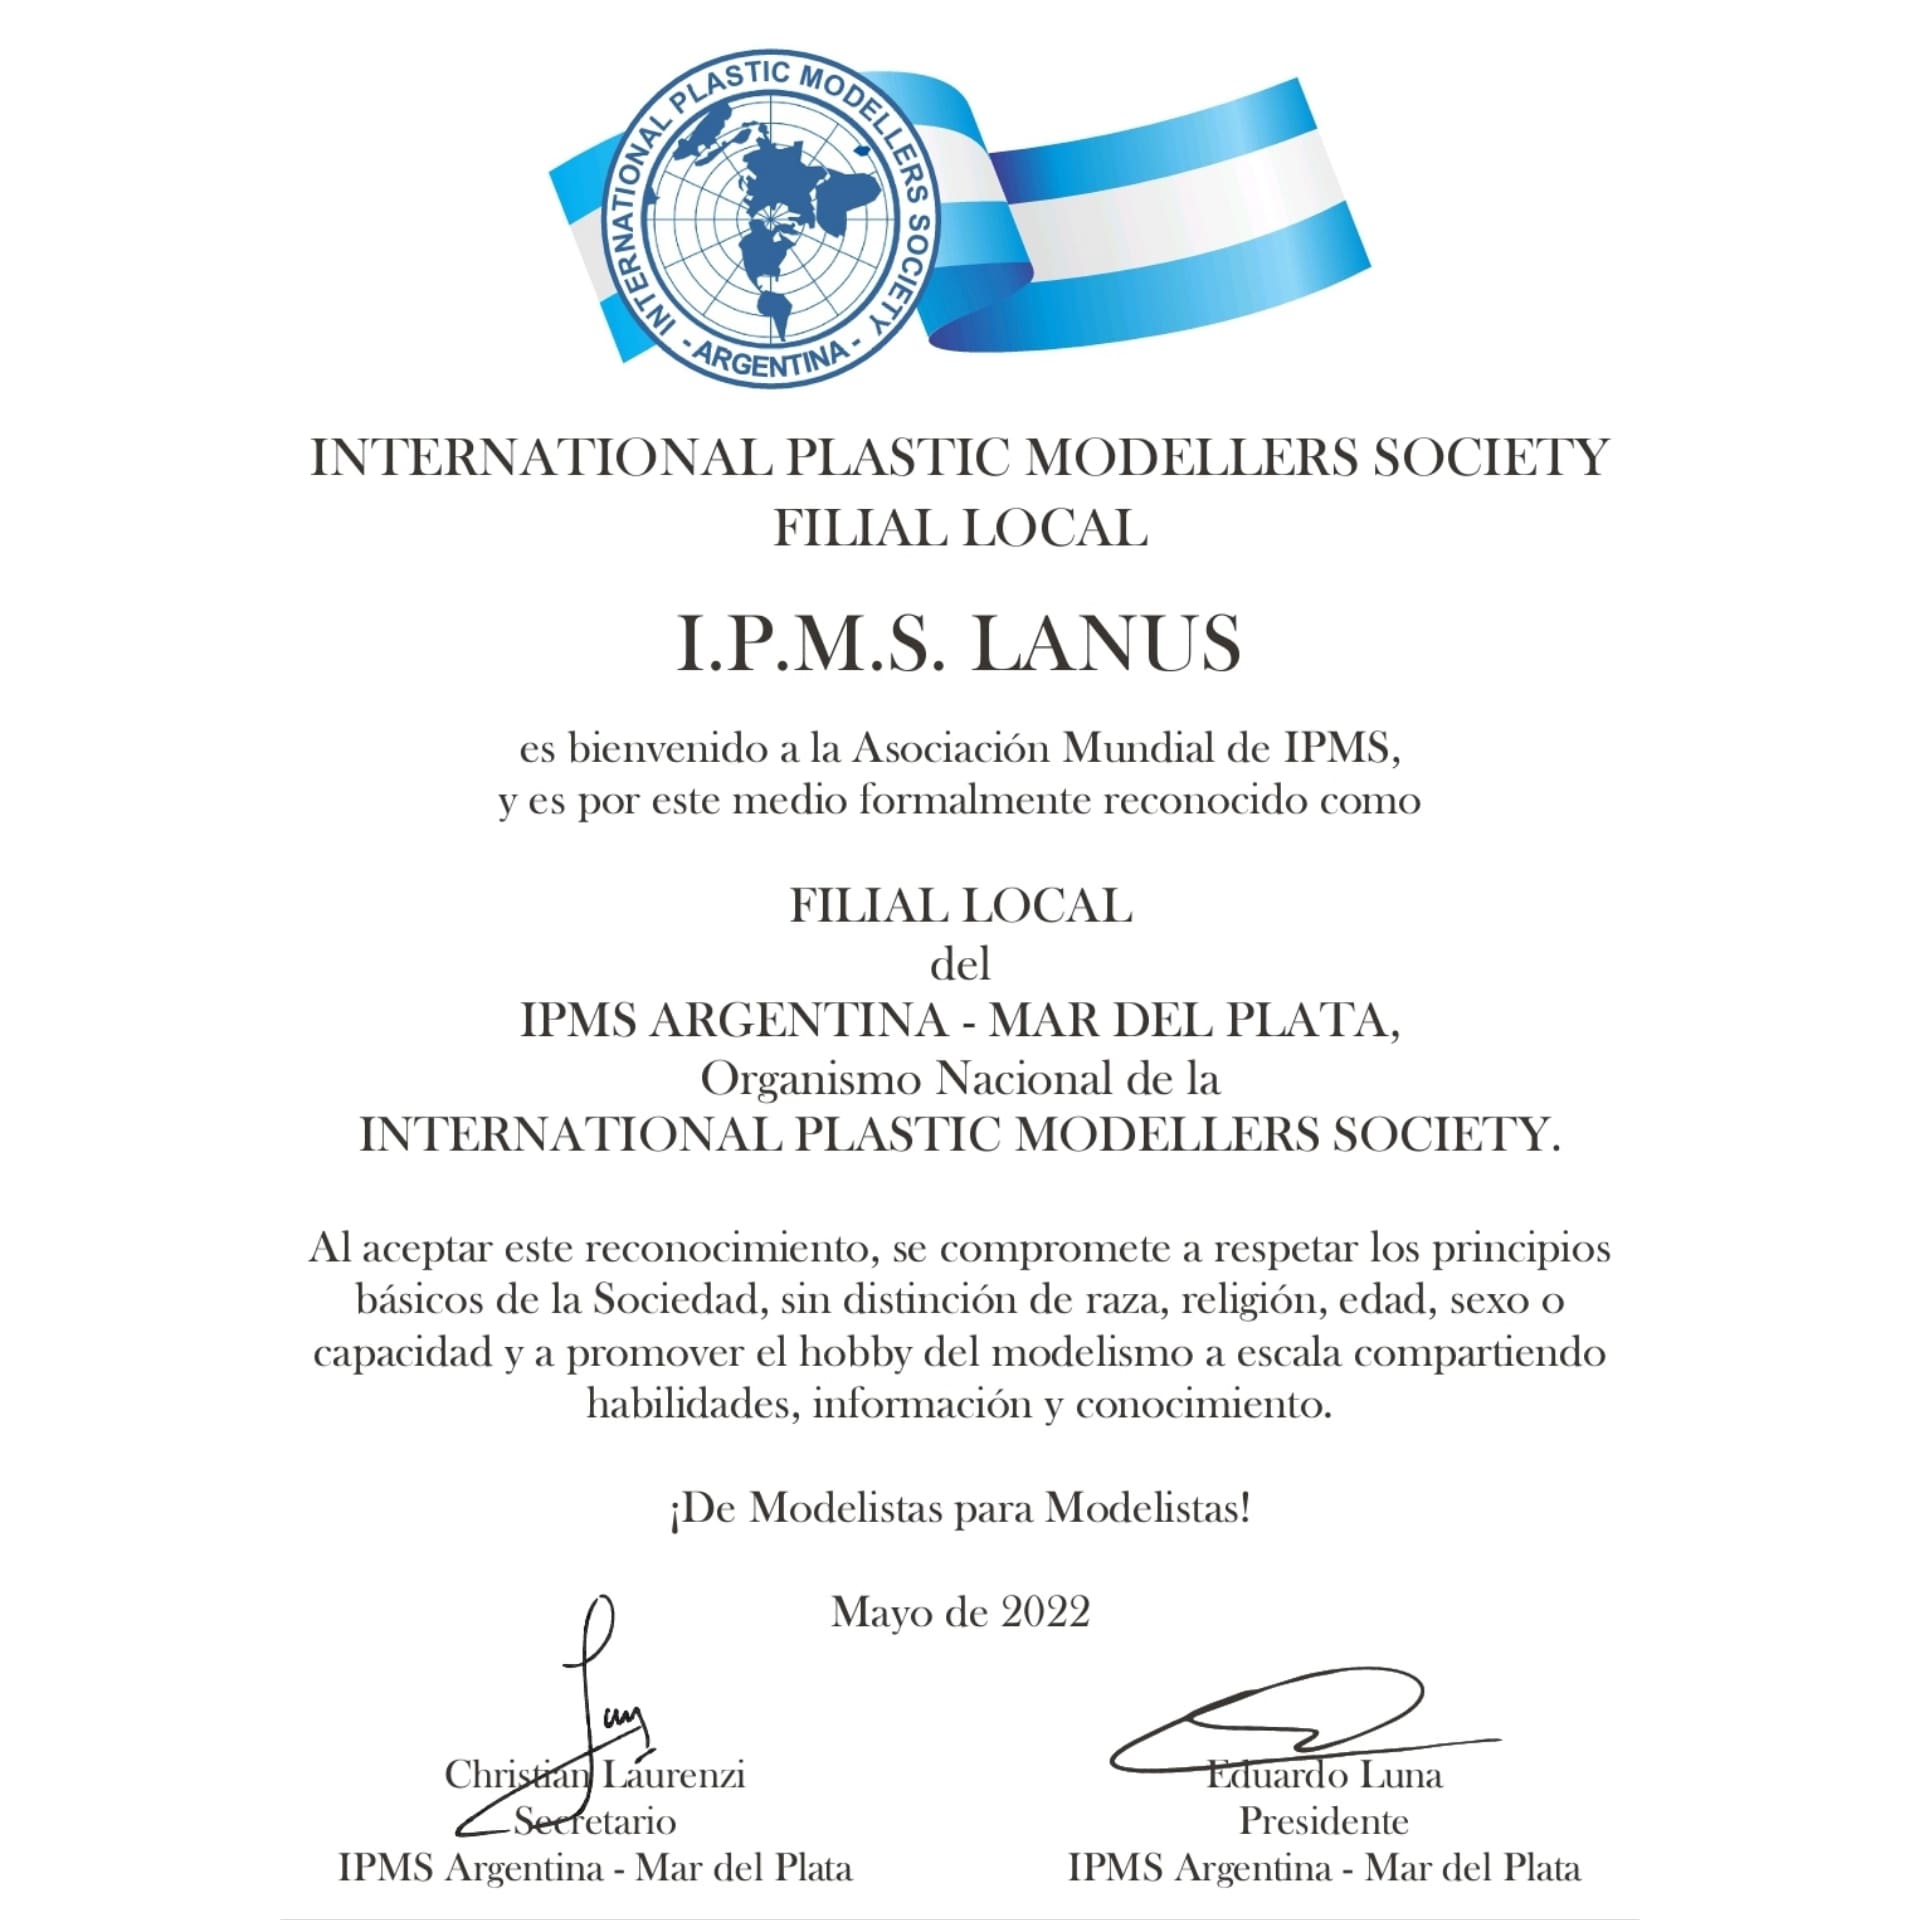 INTERNATIONAL PLASTIC MODELLERS SOCIETY
- ARGENTINA -
INTERNATIONAL PLASTIC MODELLERS SOCIETY
FILIAL LOCAL
I.P.M.S. LANUS
es bienvenido a la Asociación Mundial de IPMS,
y es por este medio formalmente reconocido como
FILIAL LOCAL
del
IPMS ARGENTINA - MAR DEL PLATA,
Organismo Nacional de la
INTERNATIONAL PLASTIC MODELLERS SOCIETY.
Al aceptar este reconocimiento, se compromete a respetar los principios
básicos de la Sociedad, sin distinción de raza, religión, edad, sexo o
capacidad y a promover el hobby del modelismo a escala compartiendo
habilidades, información y conocimiento.
¡De Modelistas para Modelistas!
Mayo de 2022
Christian Laurenzi
Secretario
IPMS Argentina - Mar del Plata
Eduardo Luna
Presidente
IPMS Argentina - Mar del Plata